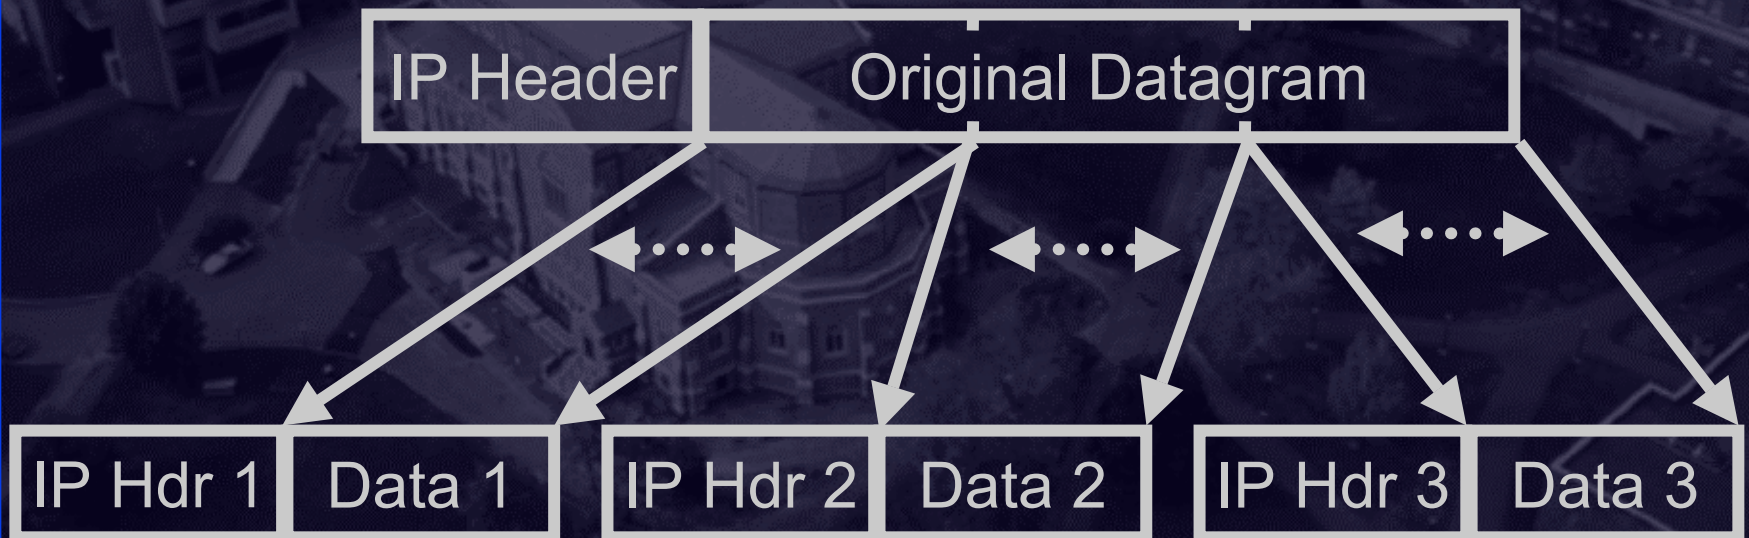 IP Header Original Datagram
IP Hdr 1 Data 1 IP Hdr 2 Data 2 IP Hdr 3 Data 3